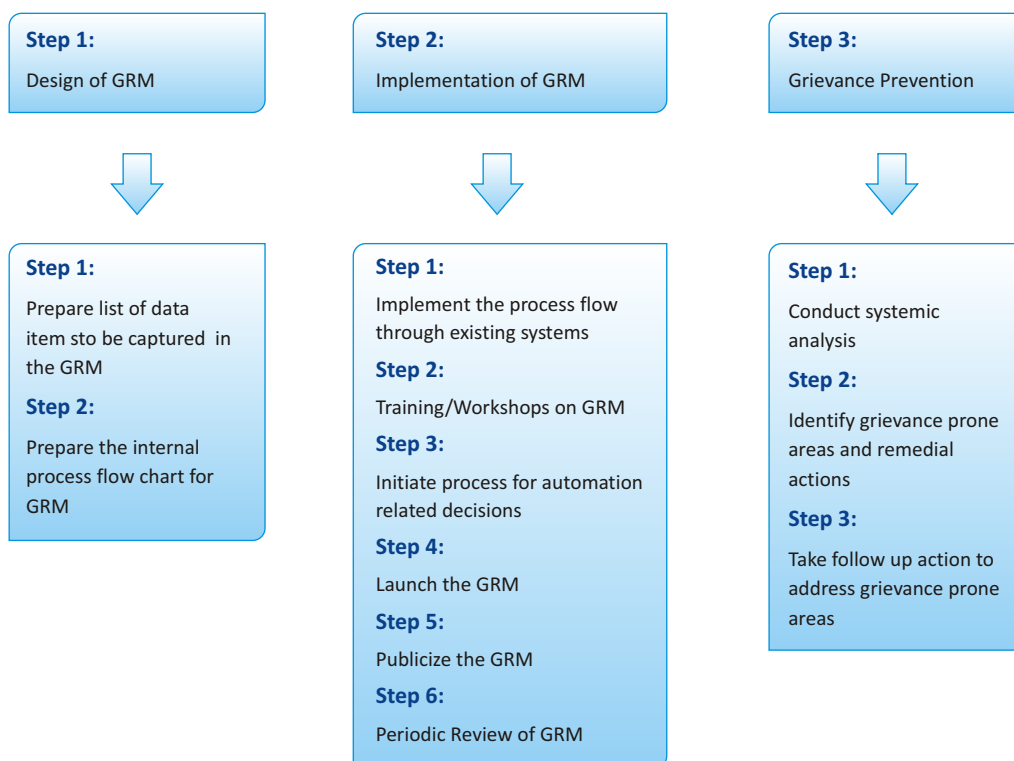 Step 1:
Design of GRM
Step 2:
Implementation of GRM
Step 3:
Grievance Prevention
Step 1:
Prepare list of data
item sto be captured in
the GRM
Step 2:
Prepare the internal
process flow chart for
GRM
Step 1:
Implement the process flow
through existing systems
Step 2:
Training/Workshops on GRM
Step 3:
Initiate process for automation
related decisions
Step 4:
Launch the GRM
Step 5:
Publicize the GRM
Step 6:
Periodic Review of GRM
Step 1:
Conduct systemic
analysis
Step 2:
Identify grievance prone
areas and remedial
actions
Step 3:
Take follow up action to
address grievance prone
areas